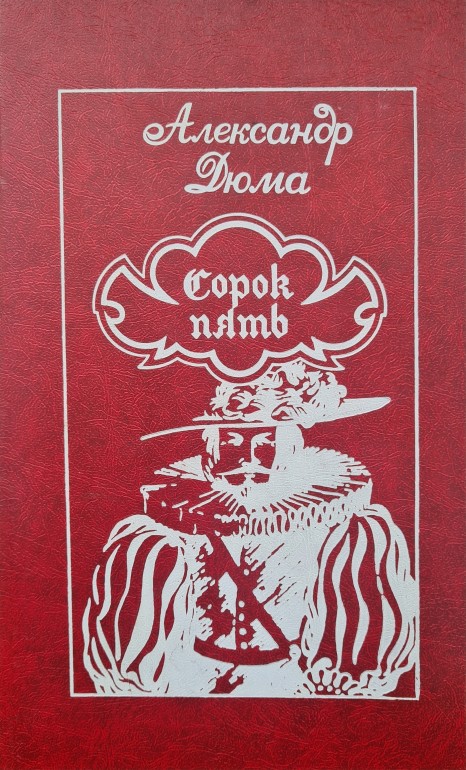 Александр
Дюма
Сорок
пять